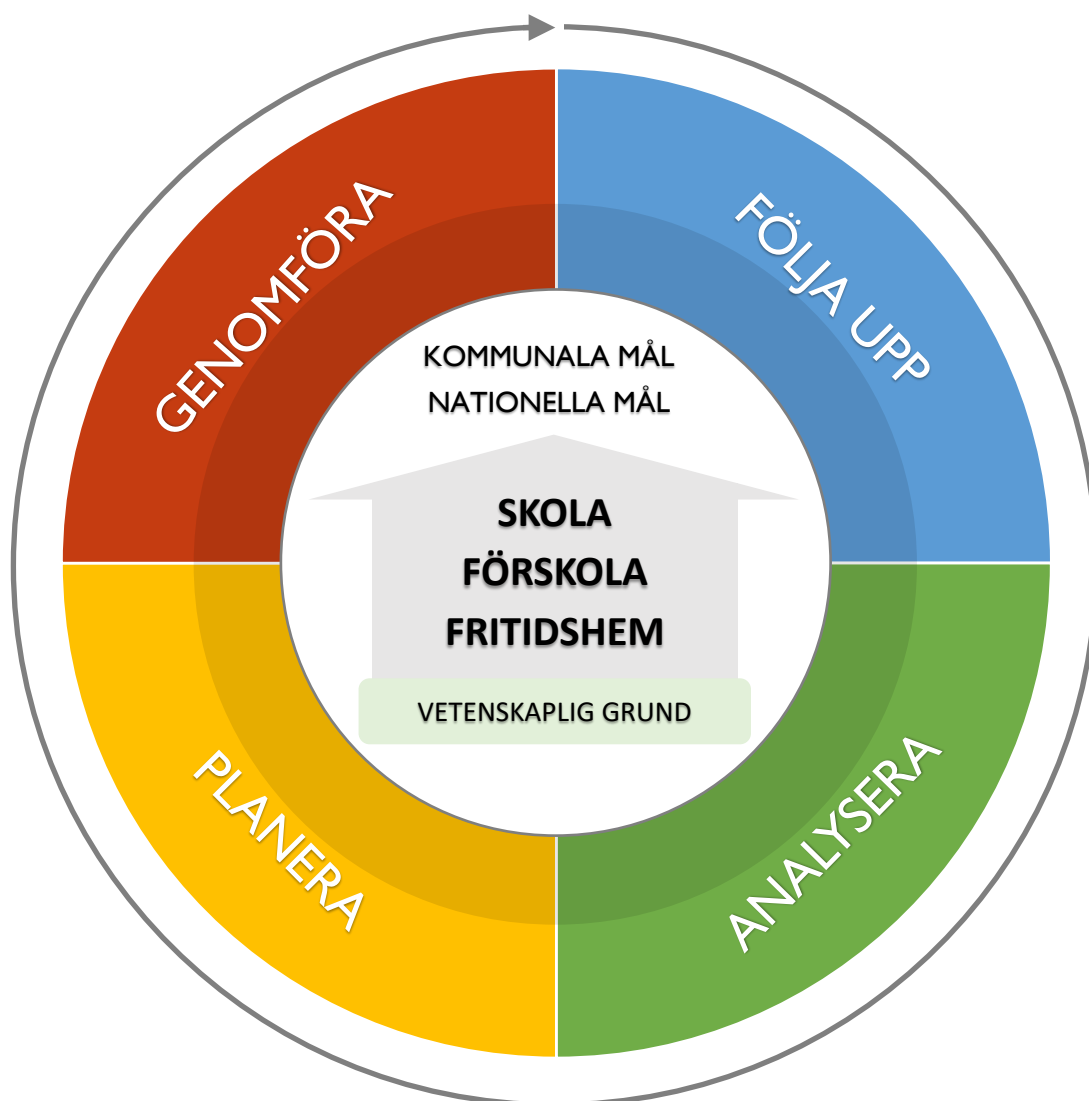 GENOMFÖRA
FÖLJA UPP
KOMMUNALA MÅL
NATIONELLA MÅL
SKOLA
FÖRSKOLA
FRITIDSHEM
VETENSKAPLIG GRUND
PLANERA
ANALYSERA